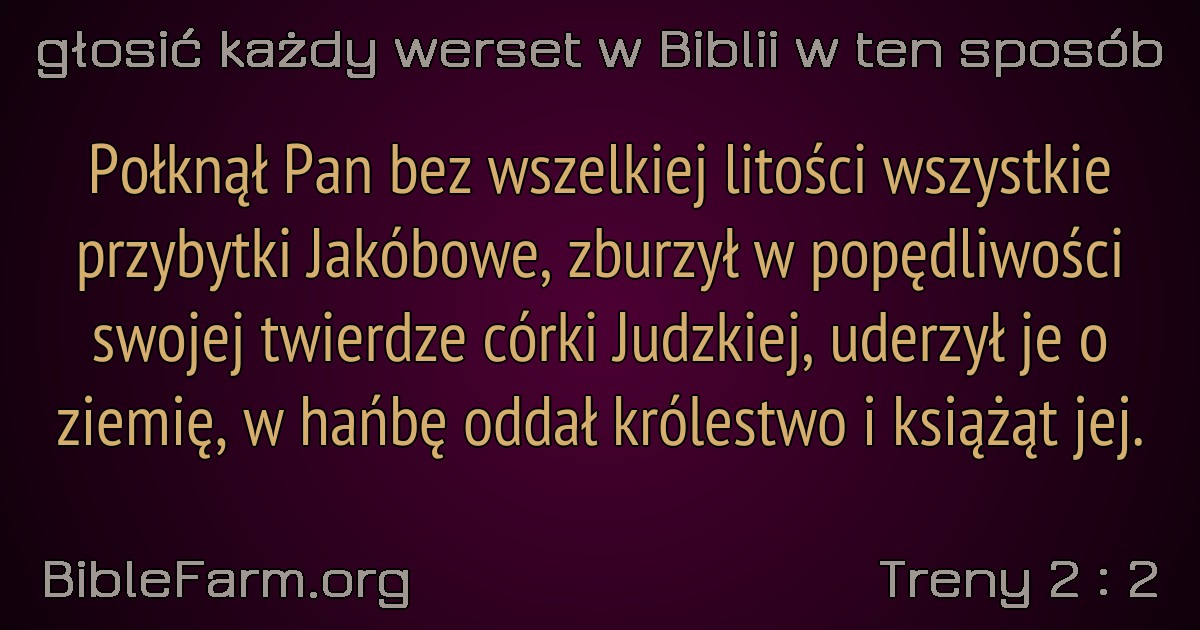 głosić każdy werset w Biblii w ten sposób
Połknął Pan bez wszelkiej litości wszystkie
przybytki Jakóbowe, zburzył w popędliwości
swojej twierdze córki Judzkiej, uderzył je o
ziemię, w hańbę oddał królestwo i książąt jej.
BibleFarm.org
Treny 2 : 2